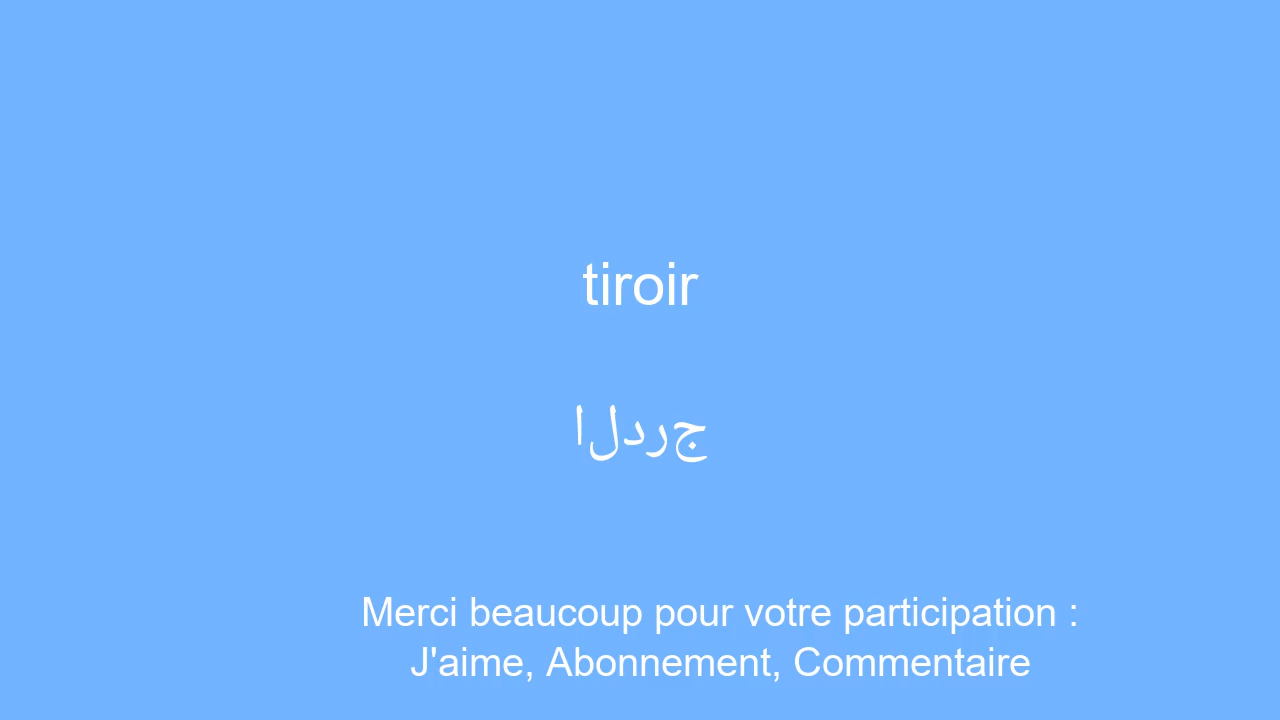 tiroir
الدرج
Merci beaucoup pour votre participation :
J'aime, Abonnement, Commentaire